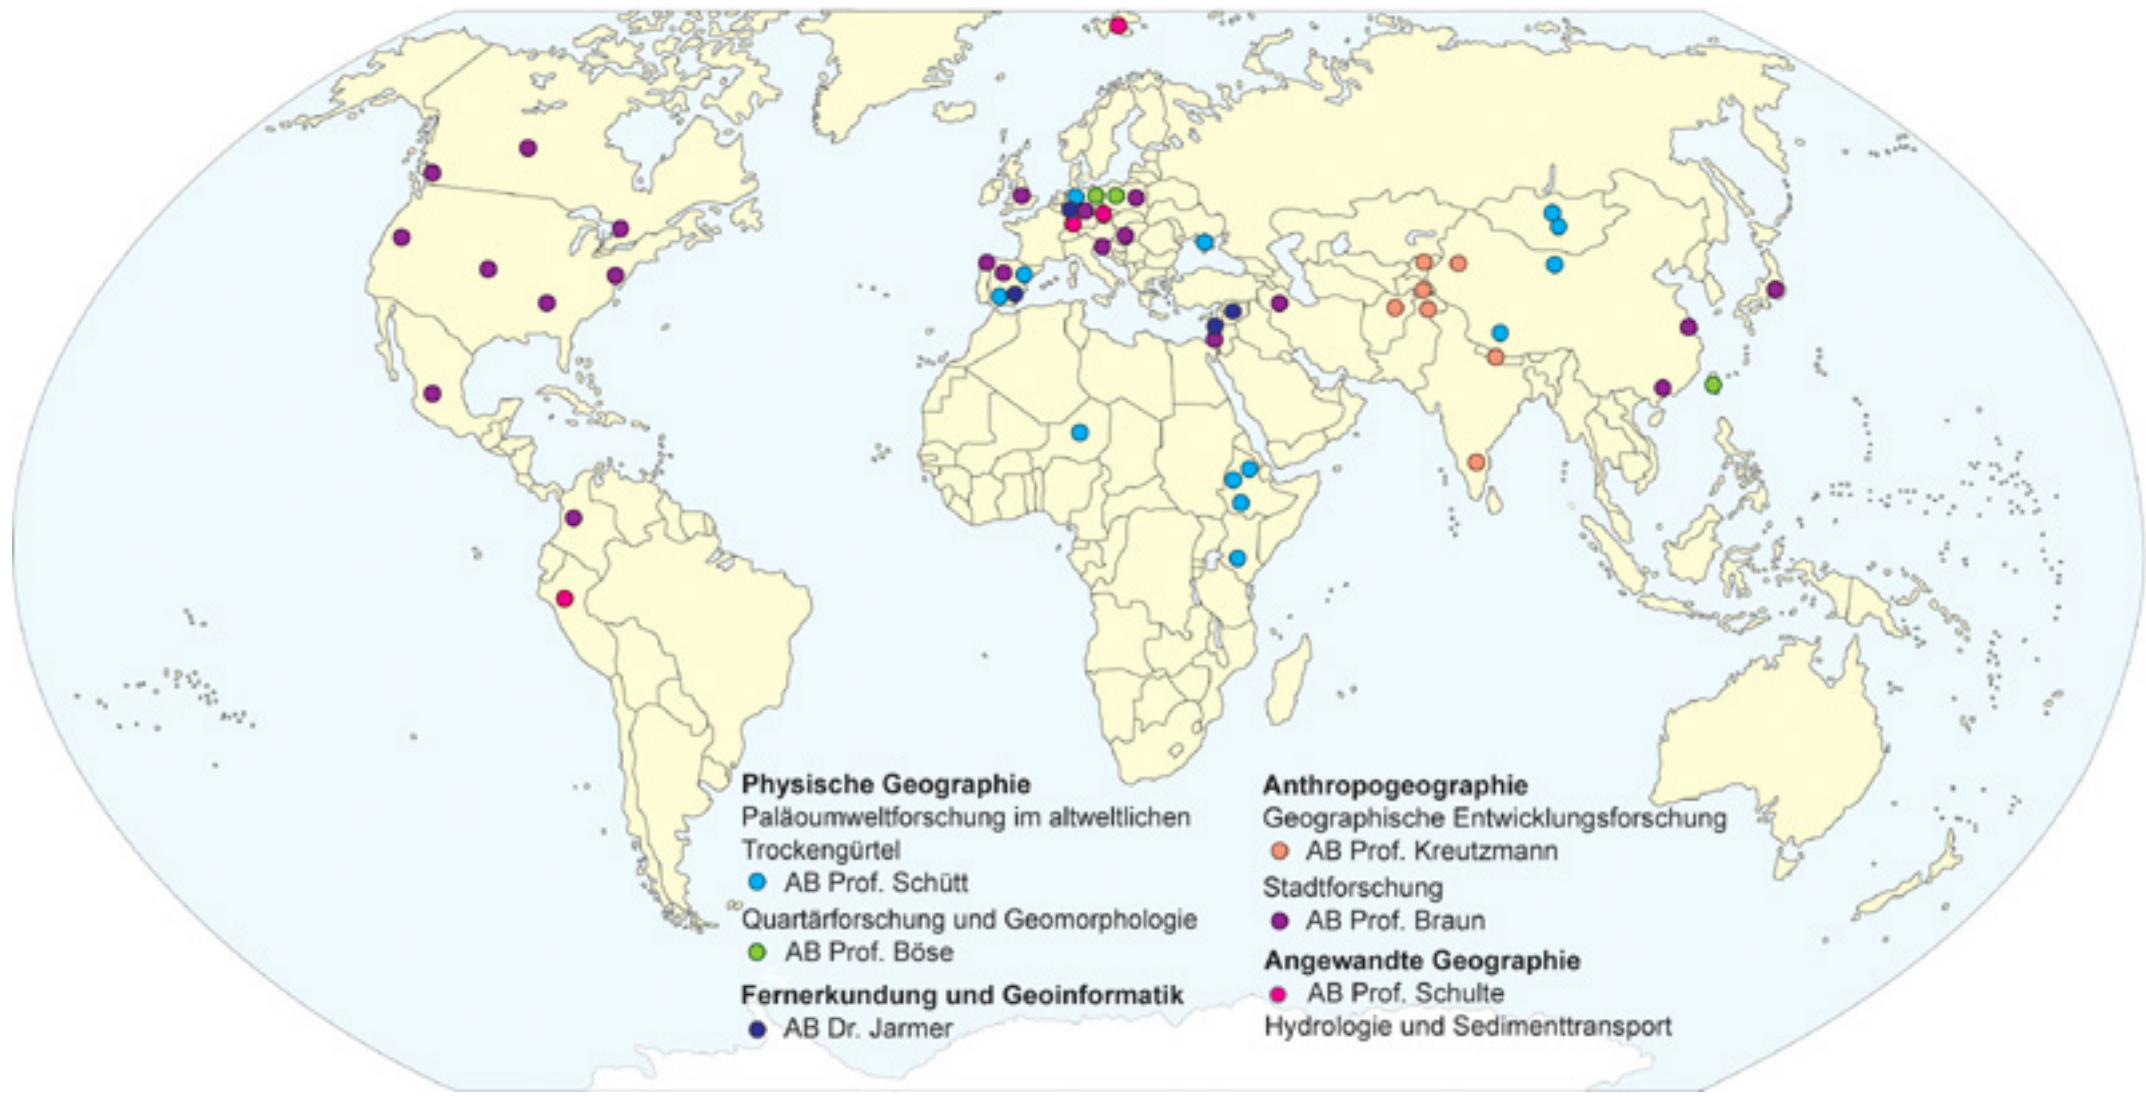 Physische Geographie
Paläoumweltforschung im altweltlichen
Trockengürtel
AB Prof. Schütt
Quartärforschung und Geomorphologie
AB Prof. Böse
Fernerkundung und Geoinformatik
AB Dr. Jarmer
Anthropogeographie
Geographische Entwicklungsforschung
AB Prof. Kreutzmann
Stadtforschung
AB Prof. Braun
Angewandte Geographie
AB Prof. Schulte
Hydrologie und Sedimenttransport